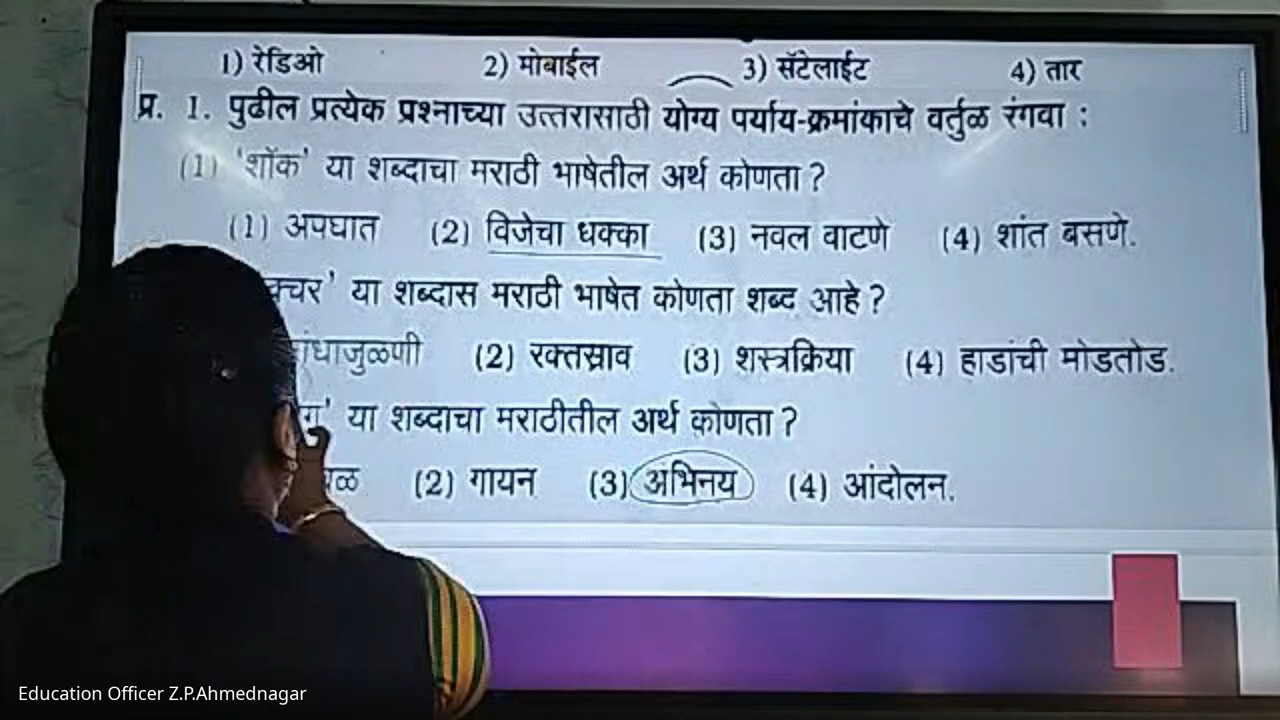 1) रेडिओ 2) मोबाईल 3) सॅटेलाईट 4) तार
प्र. 1. पुढील प्रत्येक प्रश्नाच्या उत्तरासाठी योग्य पर्याय-क्रमांकाचे वर्तुळ रंगवा :
(1) 'शॉक' या शब्दाचा मराठी भाषेतील अर्थ कोणता ?
(1) अपघात (2) विजेचा धक्का (3) नवल वाटणे (4) शांत बसणे.
या शब्दास मराठी भाषेत कोणता शब्द आहे ?
(2) रक्तस्राव (3) शस्त्रक्रिया (4) हाडांची मोडतोड.
या शब्दाचा मराठीतील अर्थ कोणता ?
(2) गायन (3) अभिनय (4) आंदोलन.
Education Officer Z.P.Ahmednagar